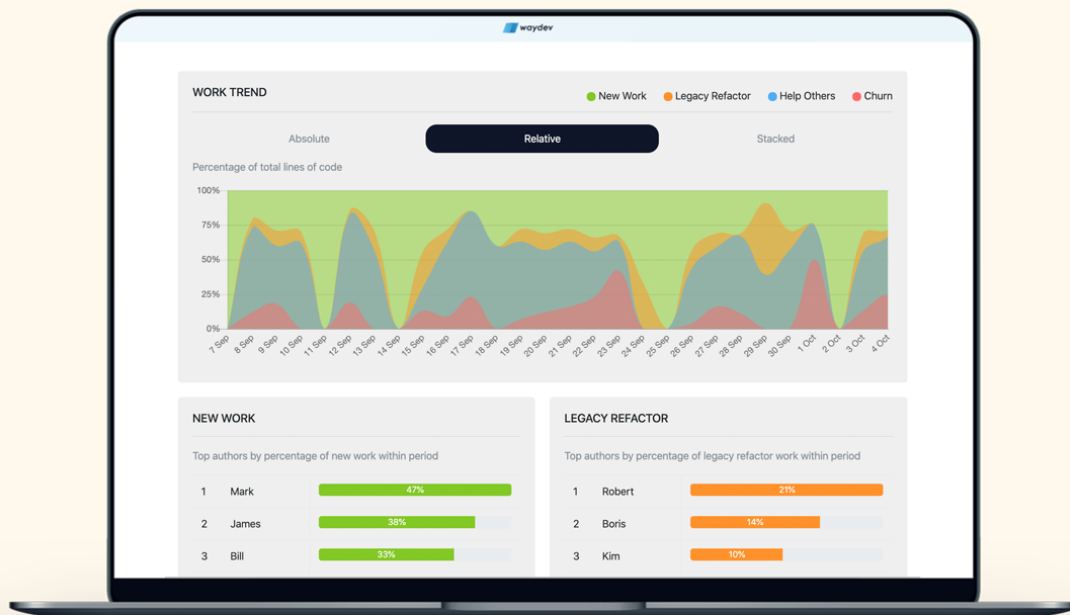 waydev
WORK TREND
New Work Legacy Refactor Help Others Churn
Absolute Relative Stacked
Percentage of total lines of code
100%
75%
50%
25%
0%
7 Sep 8 Sep 9 Sep 10 Sep 11 Sep 12 Sep 13 Sep 14 Sep 15 Sep 16 Sep 17 Sep 18 Sep 19 Sep 20 Sep 21 Sep 22 Sep 23 Sep 24 Sep 25 Sep 26 Sep 27 Sep 28 Sep 29 Sep 30 Sep 1 Oct 2 Oct 3 Oct 4 Oct
NEW WORK
Top authors by percentage of new work within period
1 Mark 47%
2 James 38%
3 Bill 33%
LEGACY REFACTOR
Top authors by percentage of legacy refactor work within period
1 Robert 21%
2 Boris 14%
3 Kim 10%